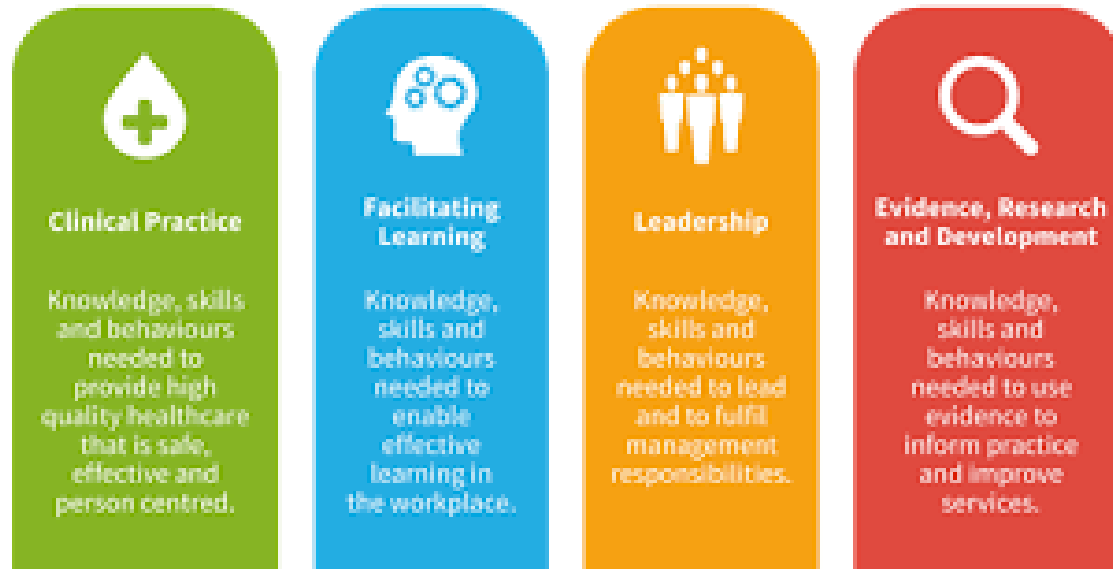 Clinical Practice
Knowledge, skills
and behaviours
needed to
provide high
quality healthcare
that is safe,
effective and
person centred.
Facilitating
Learning
Knowledge,
skills and
behaviours
needed to
enable
effective
learning in
the workplace.
Leadership
Knowledge,
skills and
behaviours
needed to lead
and to fulfil
management
responsibilities.
Evidence, Research
and Development
Knowledge,
skills and
behaviours
needed to use
evidence to
inform practice
and improve
services.